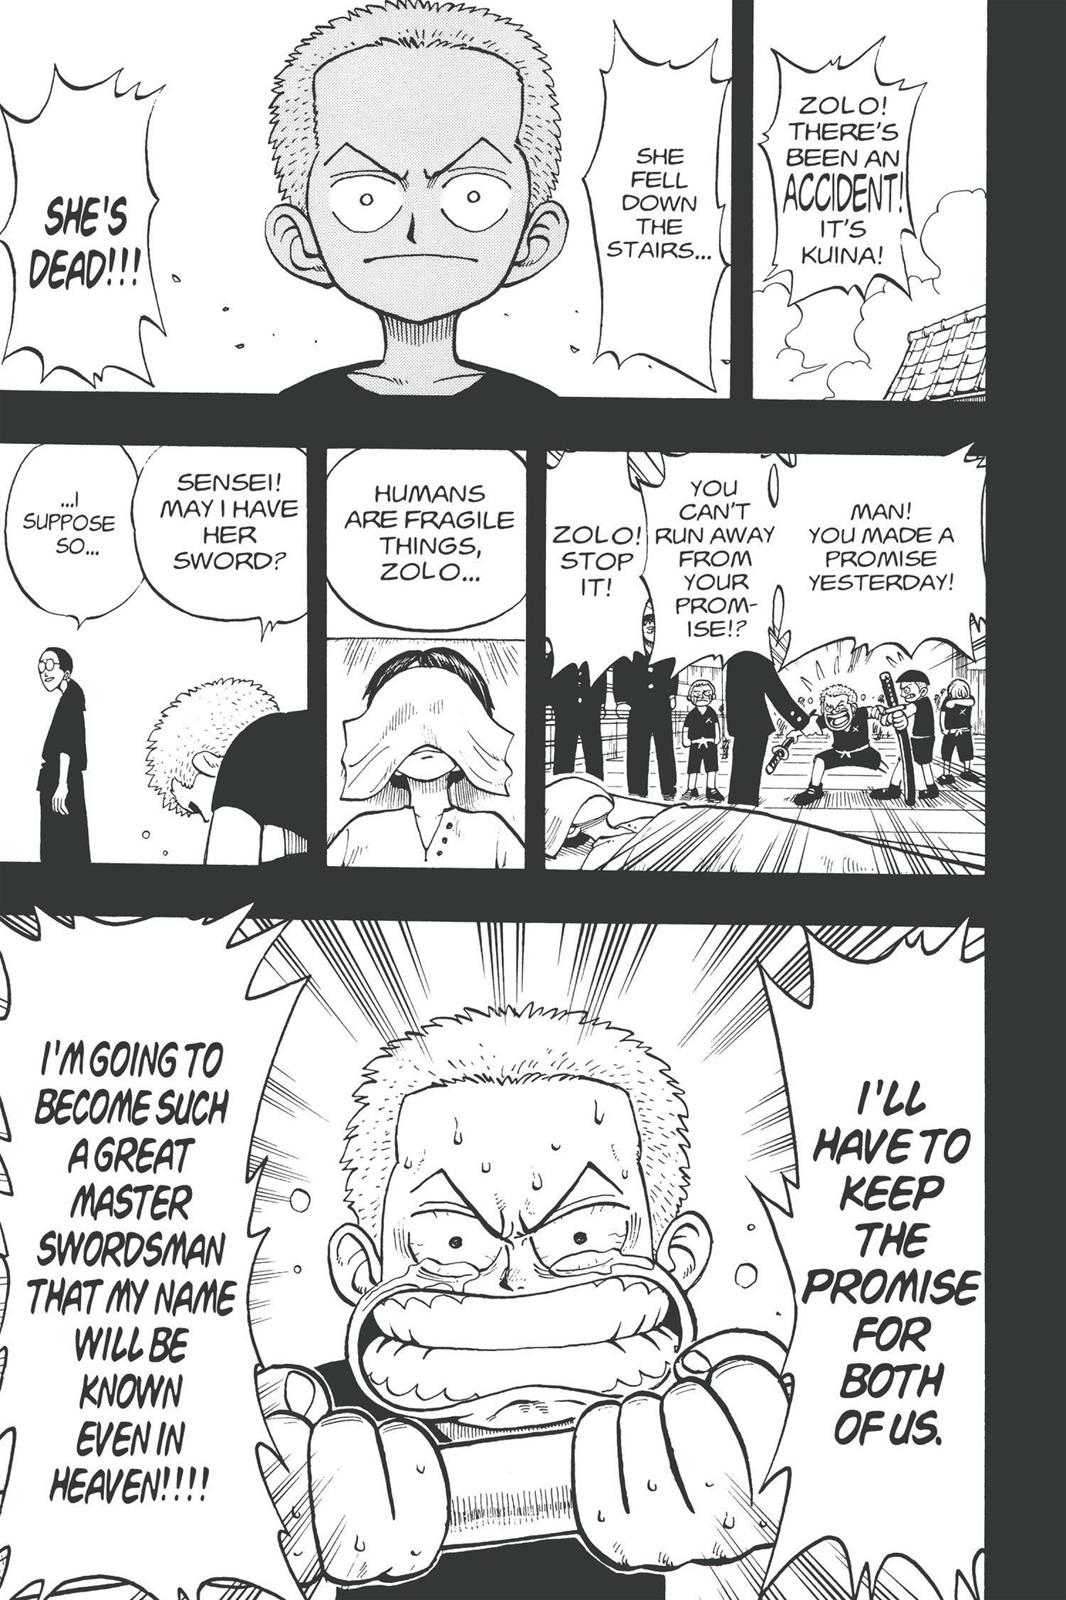 ZOLO!
THERE'S
BEEN AN
ACCIDENT!
IT'S
KUINA!
SHE
FELL
DOWN
THE
STAIRS...
SHE'S
DEAD!!!
MAN!
YOU MADE A
PROMISE
YESTERDAY!
YOU
CAN'T
RUN AWAY
FROM
YOUR
PROM-
ISE!?
ZOLO!
STOP
IT!
HUMANS
ARE FRAGILE
THINGS,
ZOLO...
SENSEI!
MAY I HAVE
HER
SWORD?
...I
SUPPOSE
SO...
I'LL
HAVE TO
KEEP
THE
PROMISE
FOR
BOTH
OF US.
I'M GOING TO
BECOME SUCH
A GREAT
MASTER
SWORDSMAN
THAT MY NAME
WILL BE
KNOWN
EVEN IN
HEAVEN!!!!